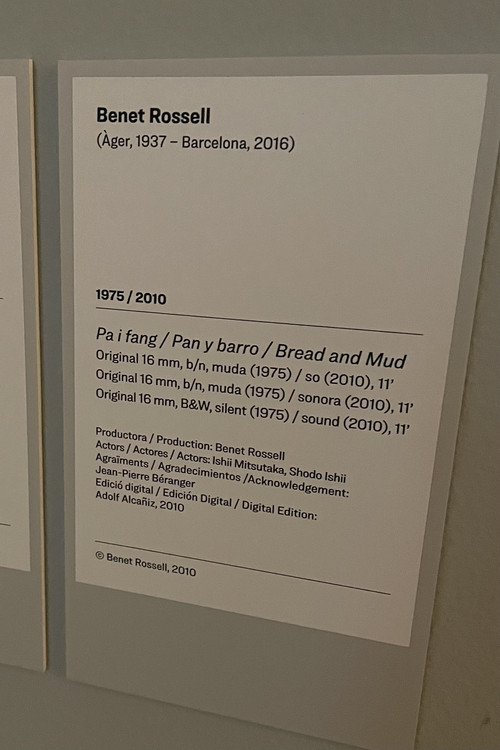 Benet Rossell
(Àger, 1937 – Barcelona, 2016)
1975 / 2010
Pa i fang / Pan y barro / Bread and Mud
Original 16 mm, b/n, muda (1975) / so (2010), 11’
Original 16 mm, b/n, muda (1975) / sonora (2010), 11’
Original 16 mm, B&W, silent (1975) / sound (2010), 11’
Productora / Production: Benet Rossell
Actors / Actores / Actors: Ishii Mitsutaka, Shodo Ishii
Agraïments / Agradecimientos /Acknowledgement:
Jean-Pierre Béranger
Edició digital / Edición Digital / Digital Edition:
Adolf Alcañiz, 2010
© Benet Rossell, 2010